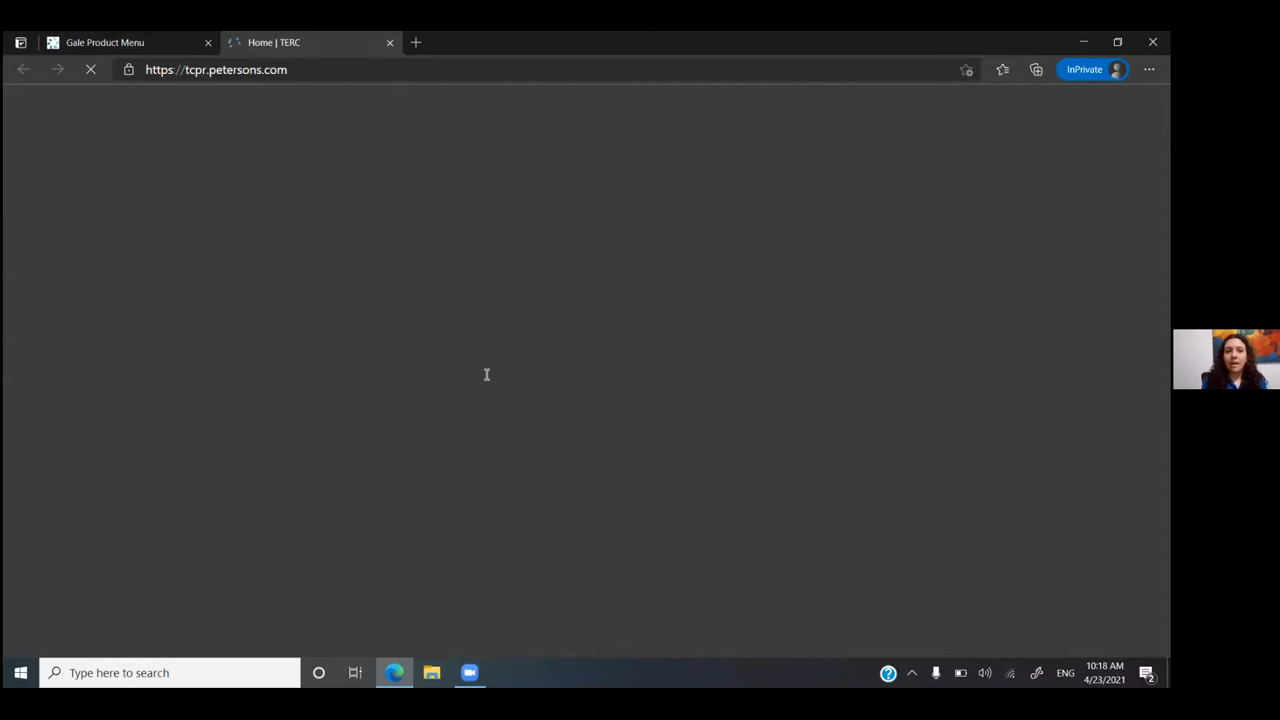 Gale Product Menu
Home | TERC
https://tcpr.petersons.com
InPrivate
Type here to search
ENG
10:18 AM
4/23/2021
2